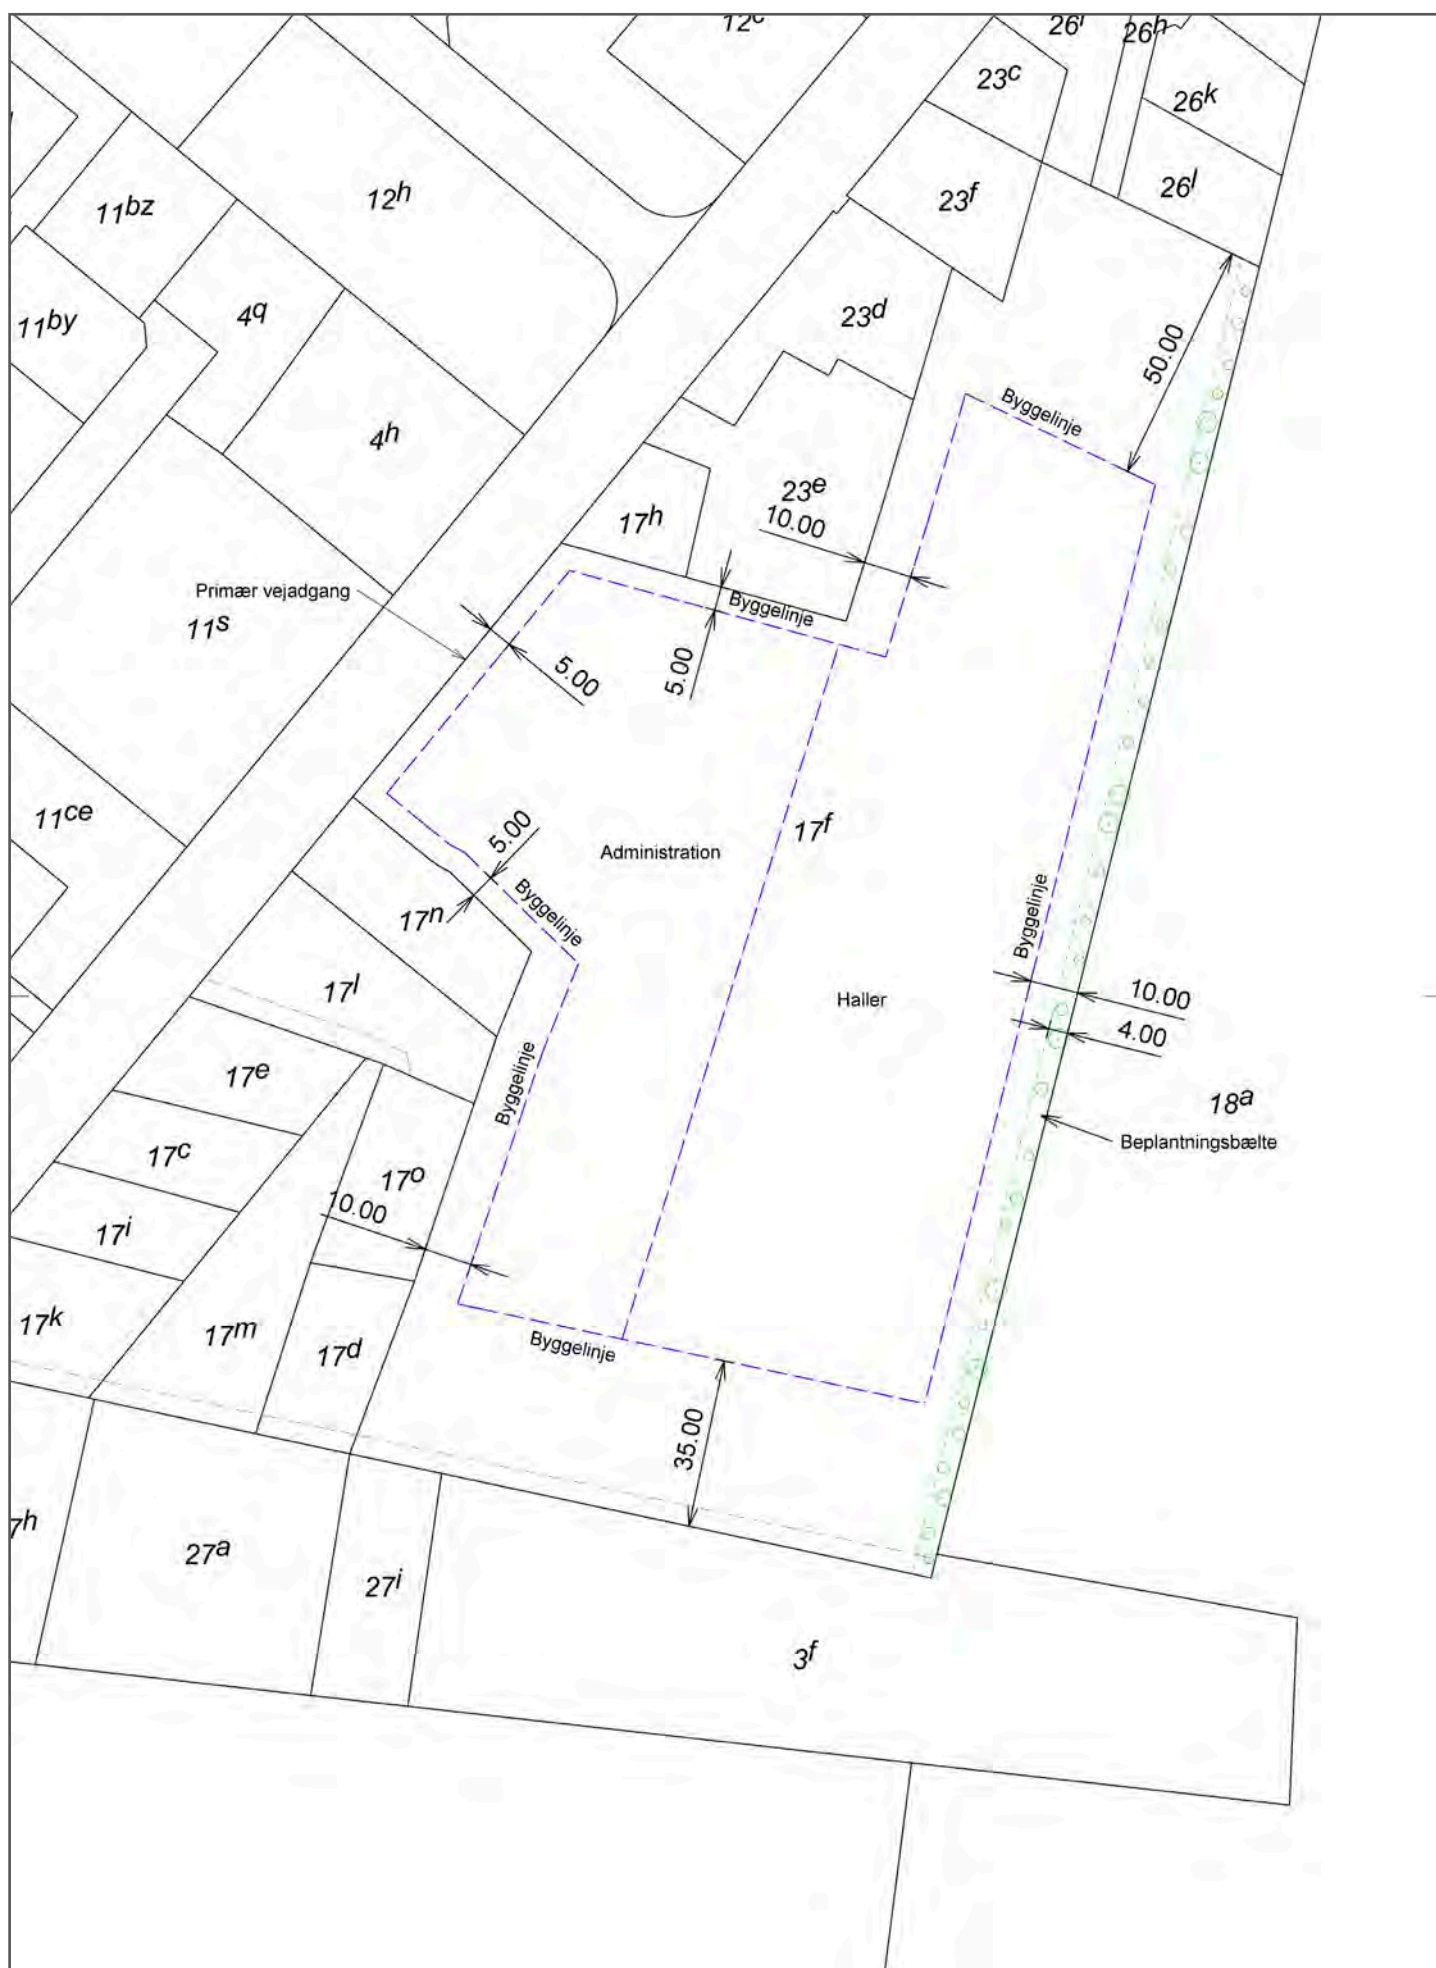 12c
26i
26h
23c
26k
12h
11bz
23f
26l
4q
11by
23d
50.00
Byggelinje
4h
23e
10.00
17h
Primær vejadgang
Byggelinje
11s
5.00
5.00
11ce
5.00
17f
Administration
Byggelinje
17n
Byggelinje
17l
Haller
10.00
4.00
17e
Byggelinje
18a
Beplantningsbælte
17c
17o
10.00
17i
17k
17m
17d
Byggelinje
35.00
7h
27a
27i
3f